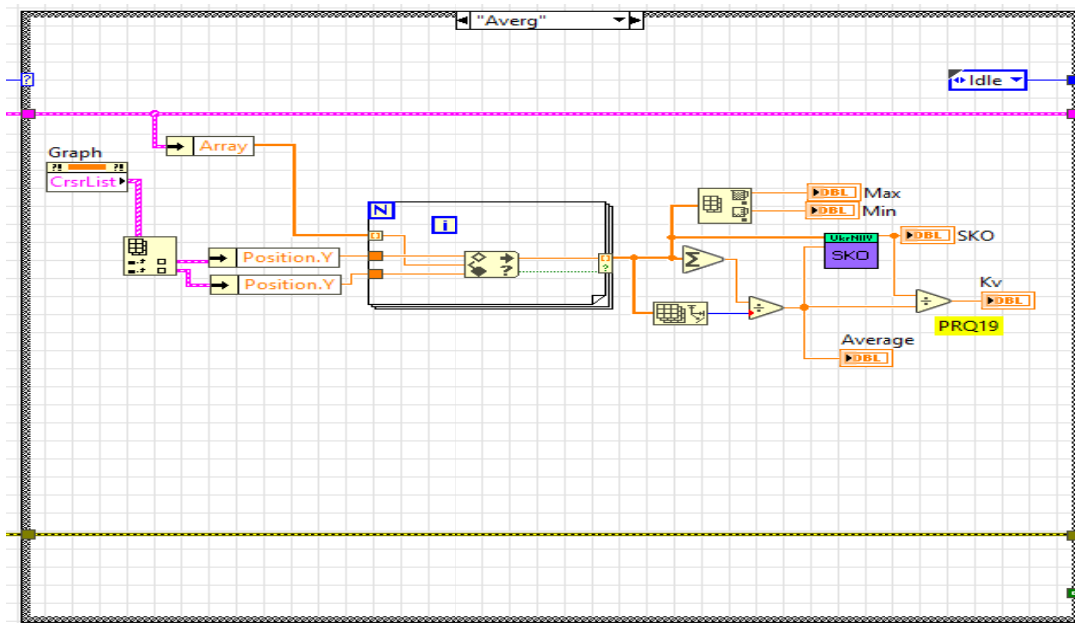 "Averg"
Idle
Array
Graph
CrsrList
Position.Y
Position.Y
N
i
DBL Max
DBL Min
UkrNIIV
SKO
DBL SKO
Kv
DBL
PRQ19
Average
DBL